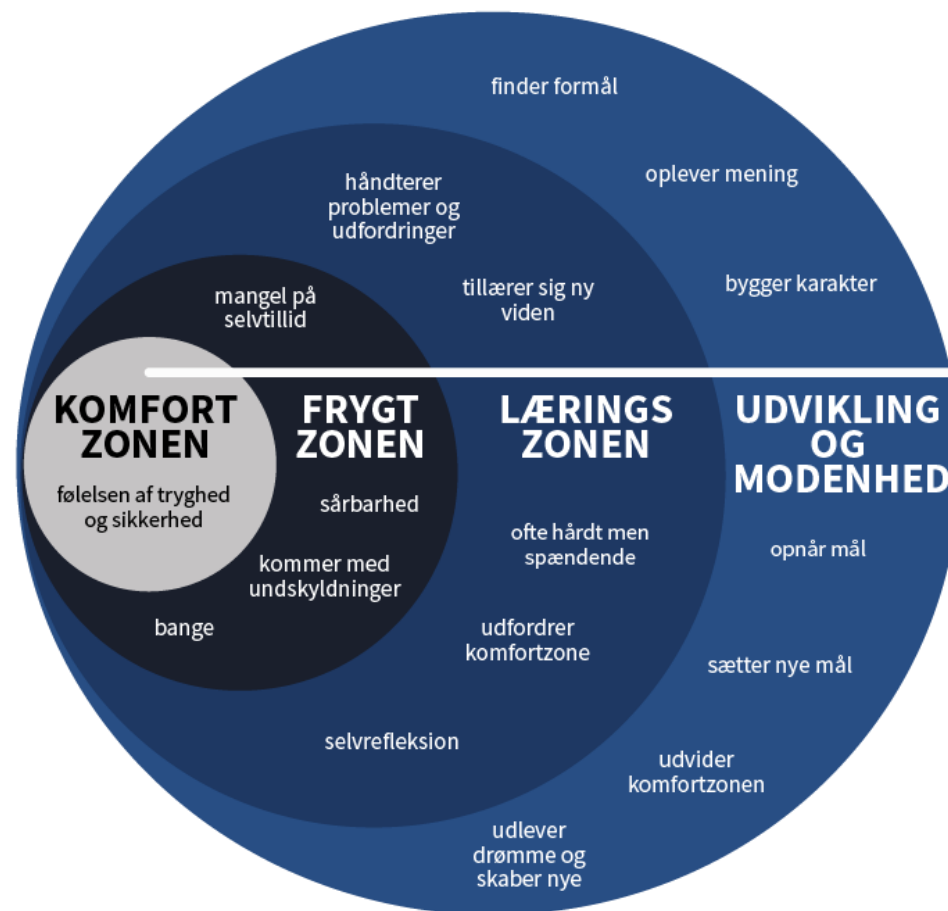 finder formål
oplever mening
håndterer
problemer og
udfordringer
bygger karakter
tillærer sig ny
viden
mangel på
selvtillid
KOMFORT
ZONEN
følelsen af tryghed
og sikkerhed
FRYGT
ZONEN
sårbarhed
kommer med
undskyldninger
bange
LÆRINGS
ZONEN
ofte hårdt men
spændende
udfordrer
komfortzone
selvrefleksion
UDVIKLING
OG
MODENHED
opnår mål
sætter nye mål
udvider
komfortzonen
udlever
drømme og
skaber nye